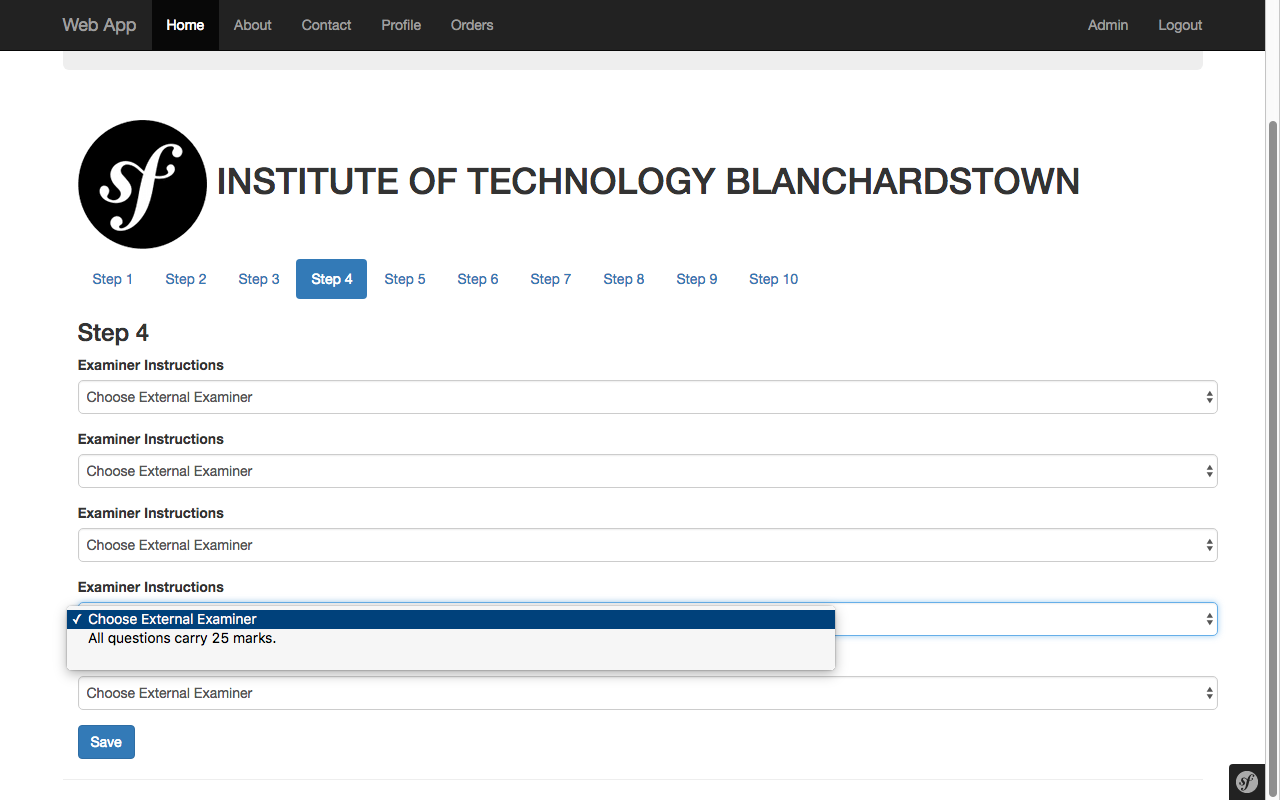 Web App Home About Contact Profile Orders Admin Logout
sf INSTITUTE OF TECHNOLOGY BLANCHARDSTOWN
Step 1 Step 2 Step 3 Step 4 Step 5 Step 6 Step 7 Step 8 Step 9 Step 10
Step 4
Examiner Instructions
Choose External Examiner
Examiner Instructions
Choose External Examiner
Examiner Instructions
Choose External Examiner
Examiner Instructions
✓ Choose External Examiner
All questions carry 25 marks.
Choose External Examiner
Save
sf